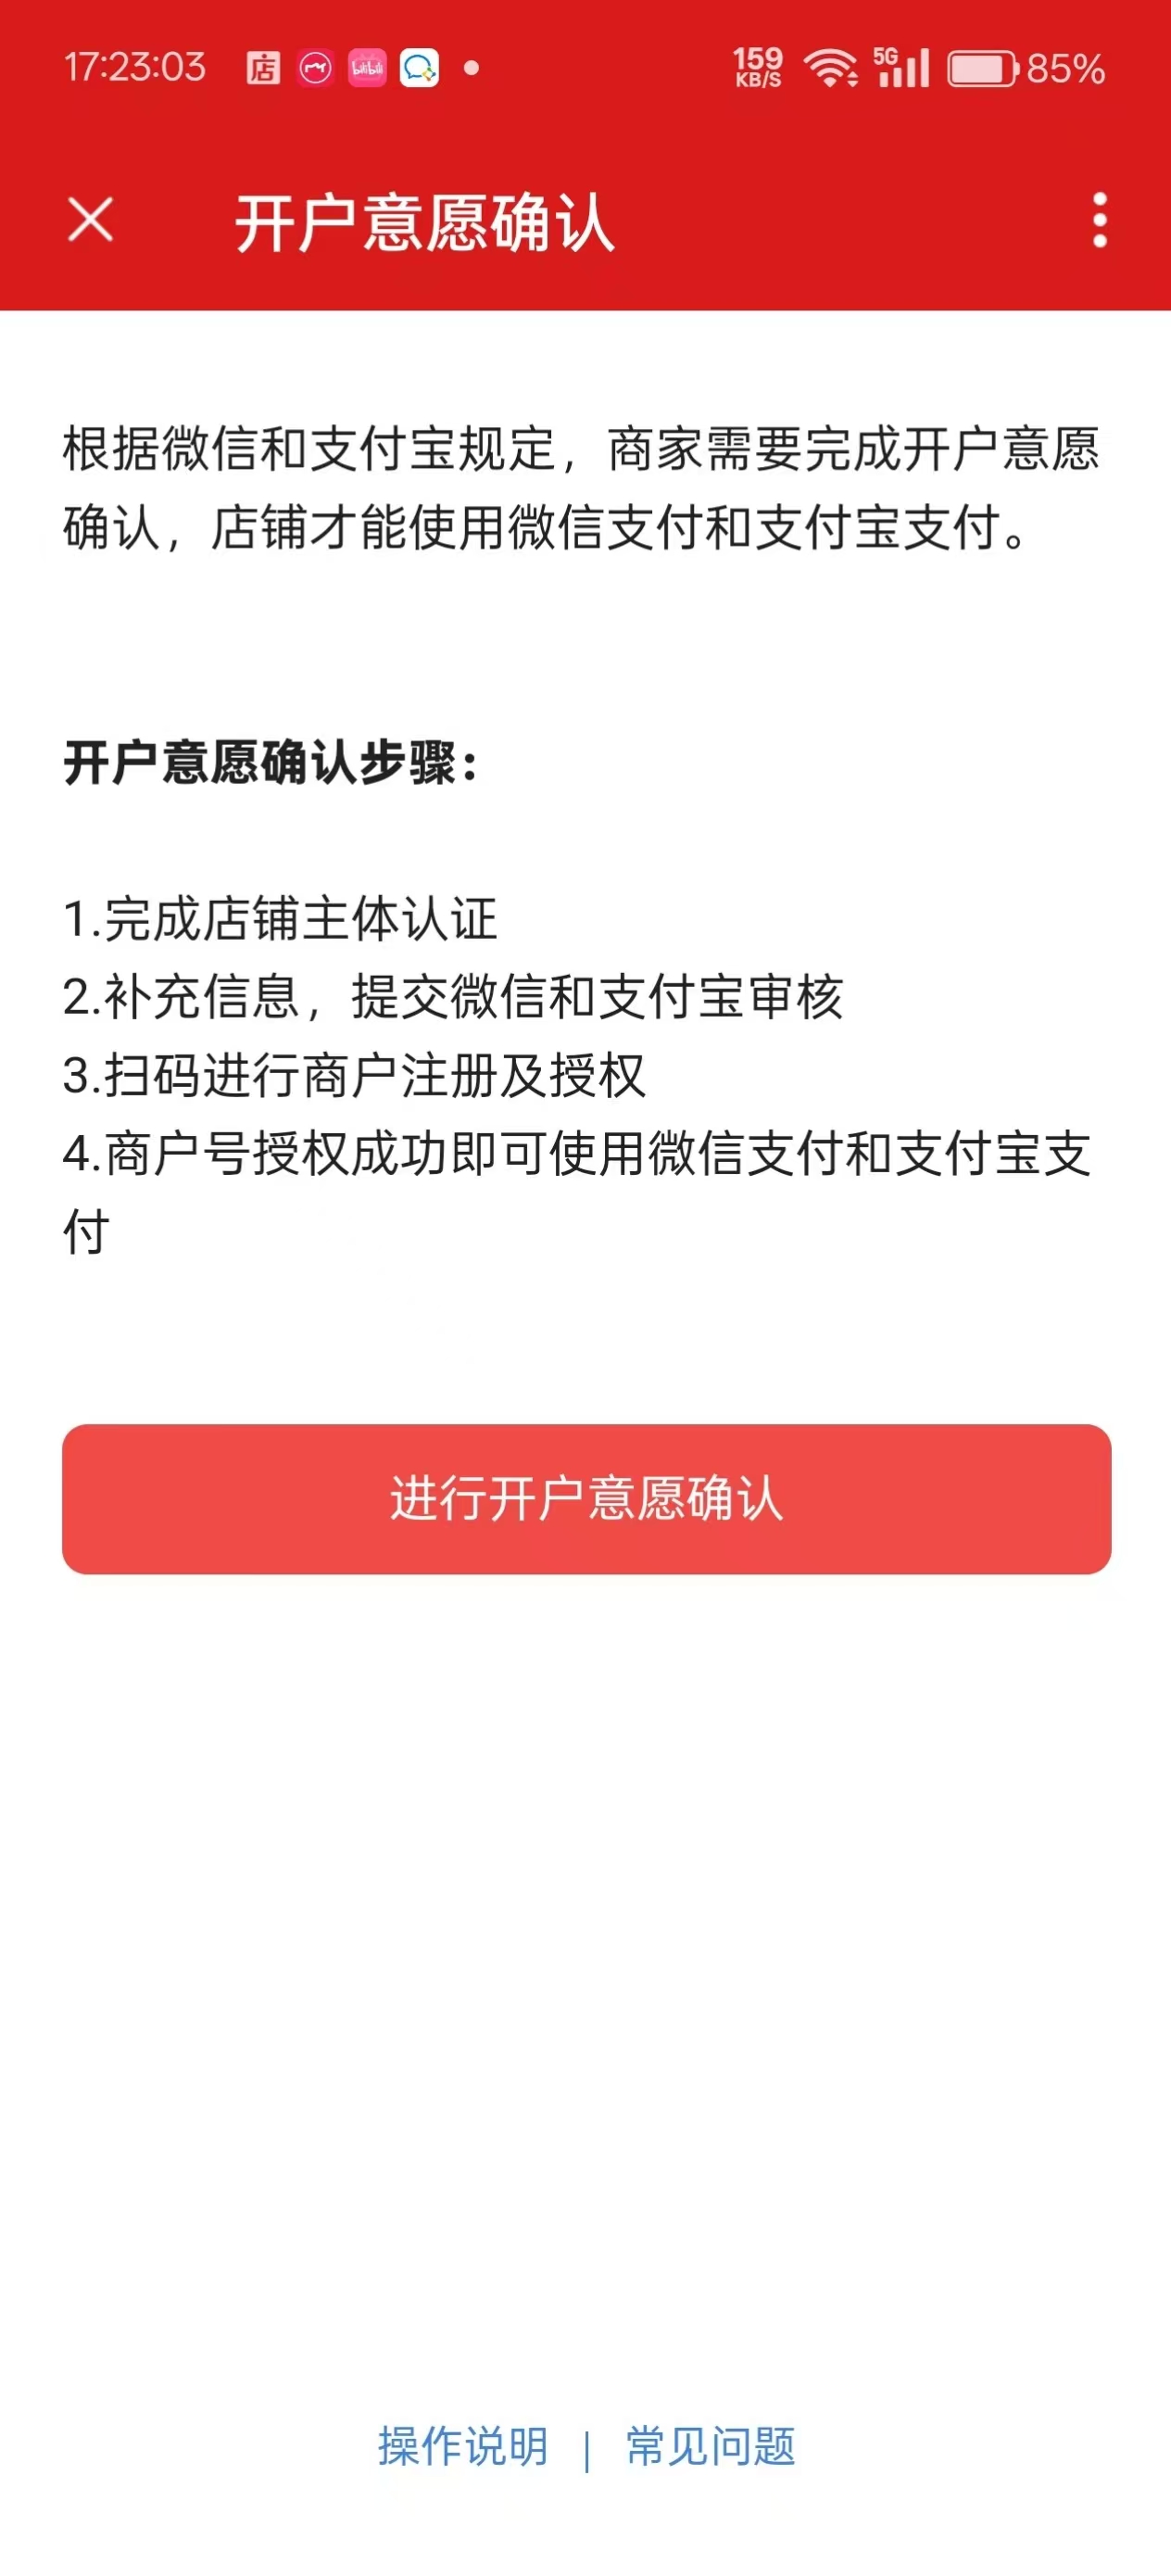 17:23:03 店 bilibili 159 KB/S 5G 85%
开户意愿确认
根据微信和支付宝规定，商家需要完成开户意愿
确认，店铺才能使用微信支付和支付宝支付。
开户意愿确认步骤：
1.完成店铺主体认证
2.补充信息，提交微信和支付宝审核
3.扫码进行商户注册及授权
4.商户号授权成功即可使用微信支付和支付宝支
付
进行开户意愿确认
操作说明 | 常见问题